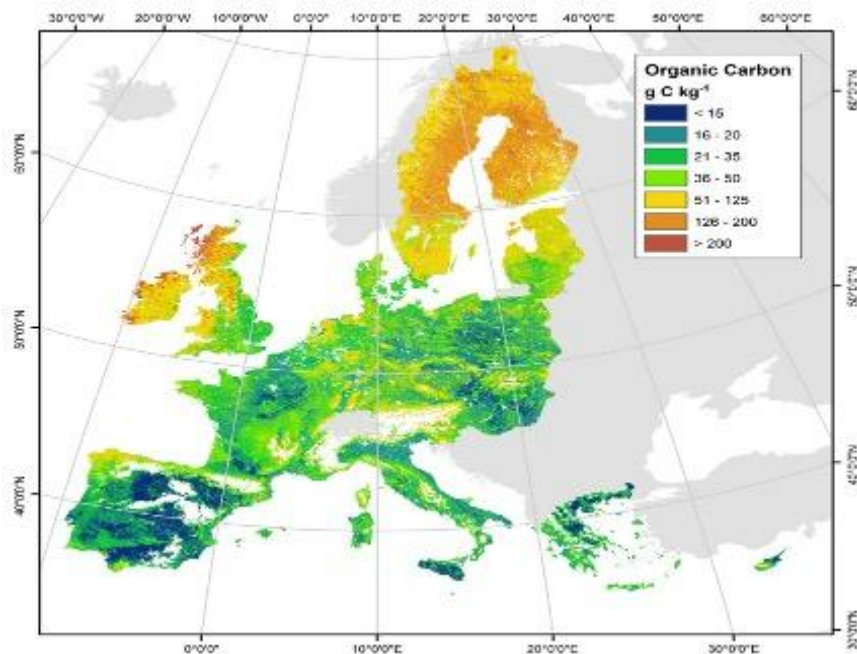 30°0'0"W 20°0'0"W 10°0'0"W 0°0'0" 10°0'0"E 20°0'0"E 30°0'0"E 40°0'0"E 50°0'0"E 60°0'0"E
Organic Carbon
g C kg⁻¹
< 15
16 - 20
21 - 35
36 - 50
51 - 125
126 - 200
> 200
60°0'0"N
50°0'0"N
40°0'0"N
0°0'0" 10°0'0"E 20°0'0"E 30°0'0"E